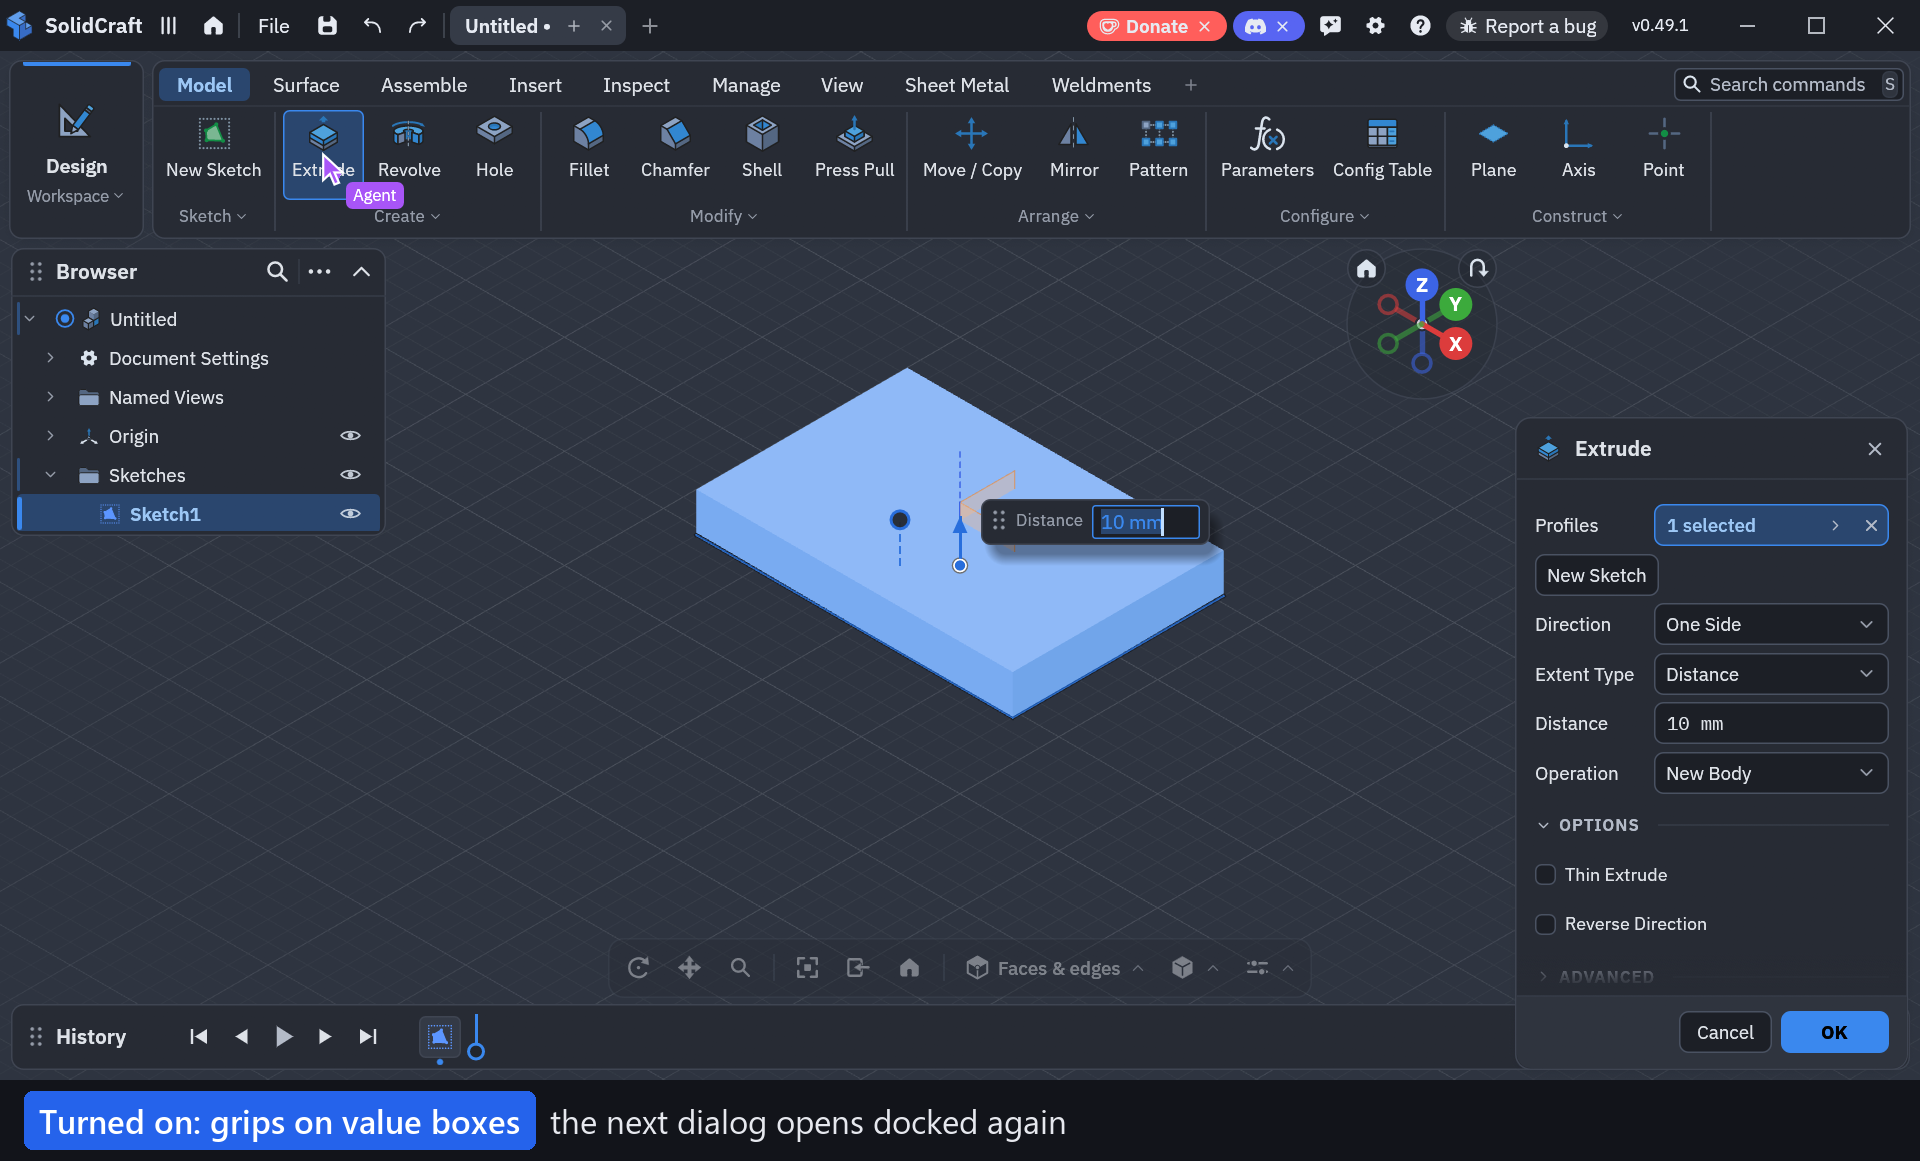 SolidCraft File Untitled • Donate Report a bug v0.49.1
Model Surface Assemble Insert Inspect Manage View Sheet Metal Weldments Search commands S
Design
Workspace
New Sketch Extrude Revolve Hole Fillet Chamfer Shell Press Pull Move / Copy Mirror Pattern Parameters Config Table Plane Axis Point
Agent
Sketch Create Modify Arrange Configure Construct
Browser
Untitled
Document Settings
Named Views
Origin
Sketches
Sketch1
Z
Y
X
Distance 10 mm
Extrude
Profiles 1 selected
New Sketch
Direction One Side
Extent Type Distance
Distance 10 mm
Operation New Body
OPTIONS
Thin Extrude
Reverse Direction
ADVANCED
Cancel OK
Faces & edges
History
Turned on: grips on value boxes the next dialog opens docked again